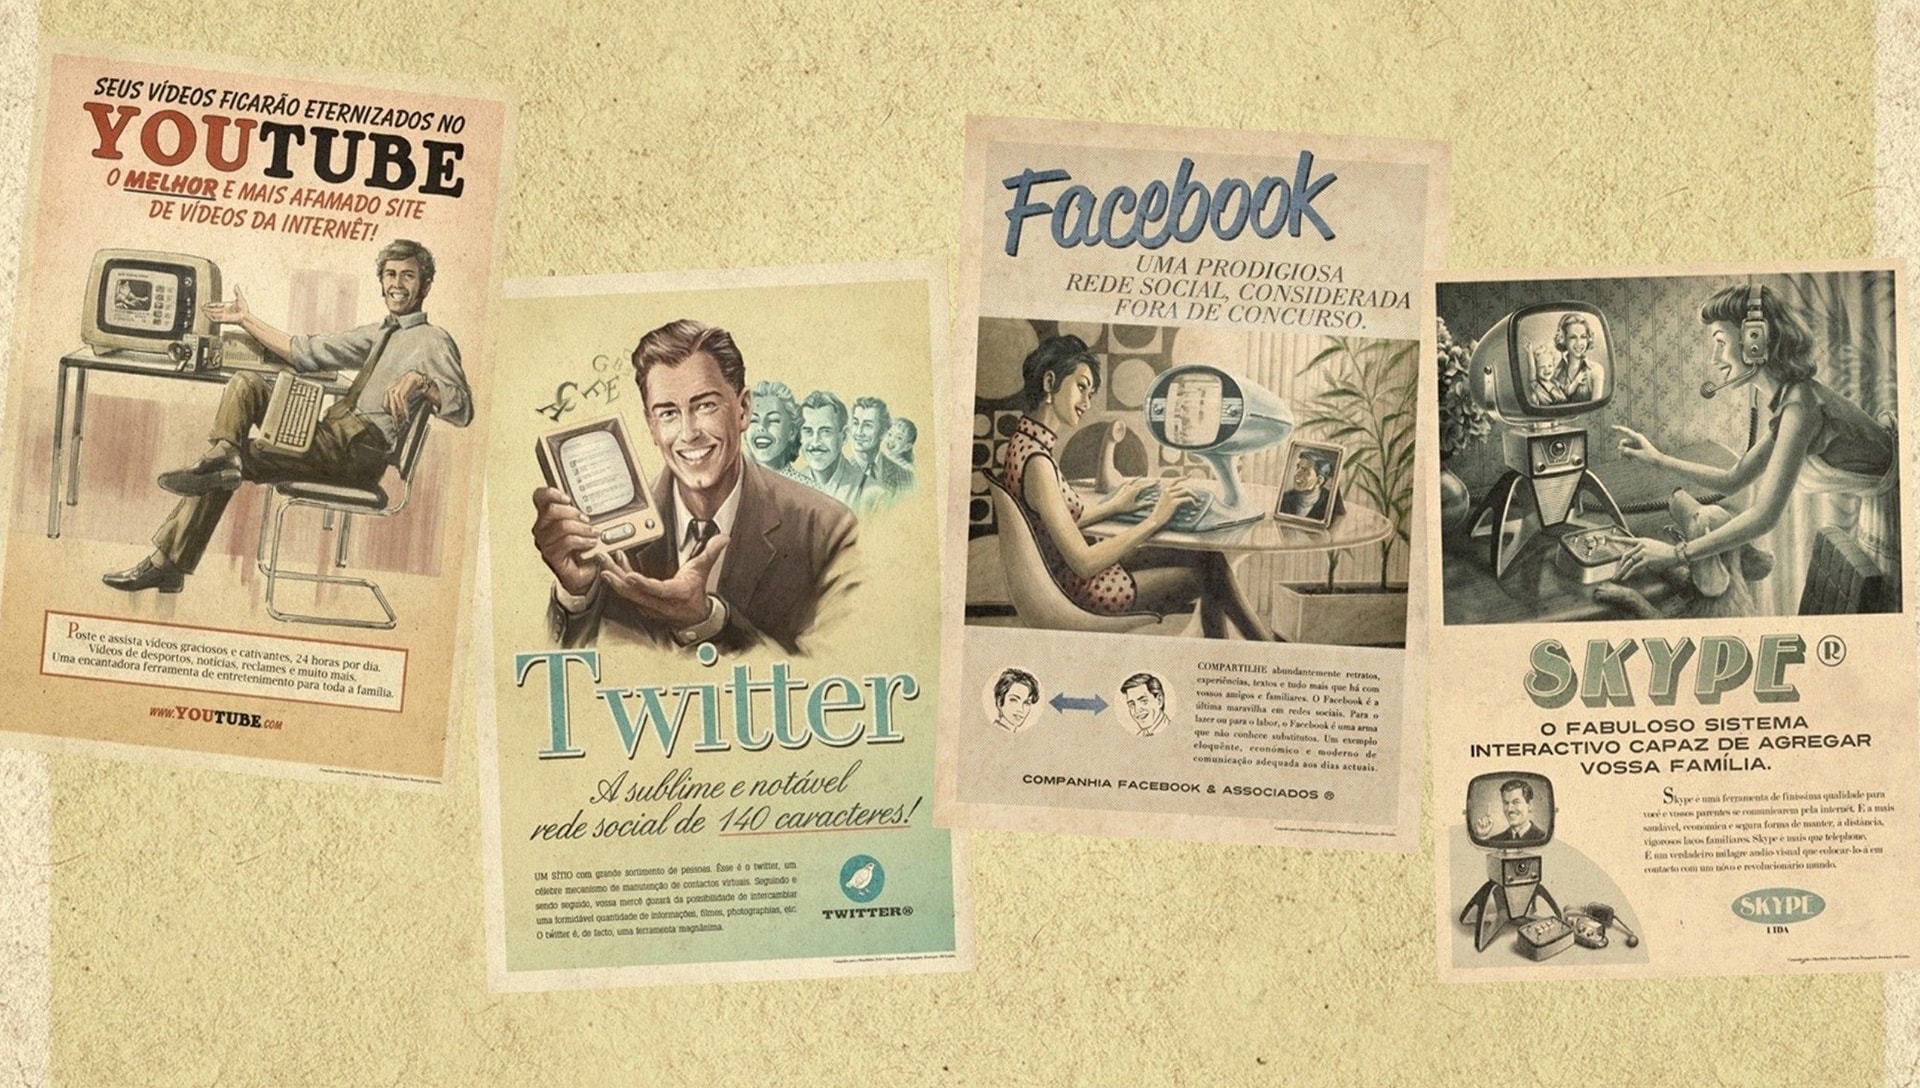 SEUS VÍDEOS FICARÃO ETERNIZADOS NO
YOUTUBE
O MELHOR E MAIS AFAMADO SITE
DE VÍDEOS DA INTERNÊT!
Poste e assista vídeos graciosos e cativantes, 24 horas por dia.
Vídeos de desportos, notícias, reclames e muito mais.
Uma encantadora ferramenta de entretenimento para toda a família.
WWW.YOUTUBE.COM
Twitter
A sublime e notável
rede social de 140 caracteres!
UM SÍTIO com grande sortimento de pessoas. Êsse é o twitter, um
célebre mecanismo de manutenção de contactos virtuais. Seguindo e
sendo seguido, vossa mercê gozará da possibilidade de intercambiar
uma formidável quantidade de informações, filmes, photographias, etc.
O twitter é, de facto, uma ferramenta magnânima.
TWITTER®
Facebook
UMA PRODIGIOSA
REDE SOCIAL, CONSIDERADA
FORA DE CONCURSO.
COMPARTILHE abundantemente retratos,
experiências, textos e tudo mais que há com
vossos amigos e familiares. O Facebook é a
última maravilha em redes sociais. Para o
lazer ou para o labor, o Facebook é uma arma
que não conhece substitutos. Um exemplo
eloqüente, económico e moderno de
comunicação adequada aos dias actuais.
COMPANHIA FACEBOOK & ASSOCIADOS ®
SKYPE®
O FABULOSO SISTEMA
INTERACTIVO CAPAZ DE AGREGAR
VOSSA FAMÍLIA.
Skype é uma ferramenta de finíssima qualidade para
você e vossos parentes se comunicarem pela internét. E a mais
saudável, económica e segura forma de manter, à distância,
vigorosos laços familiares. Skype é mais que telephone.
É um verdadeiro milagre audio-visual que colocar-lo-á em
contacto com um nôvo e revolucionário mundo.
SKYPE
LTDA